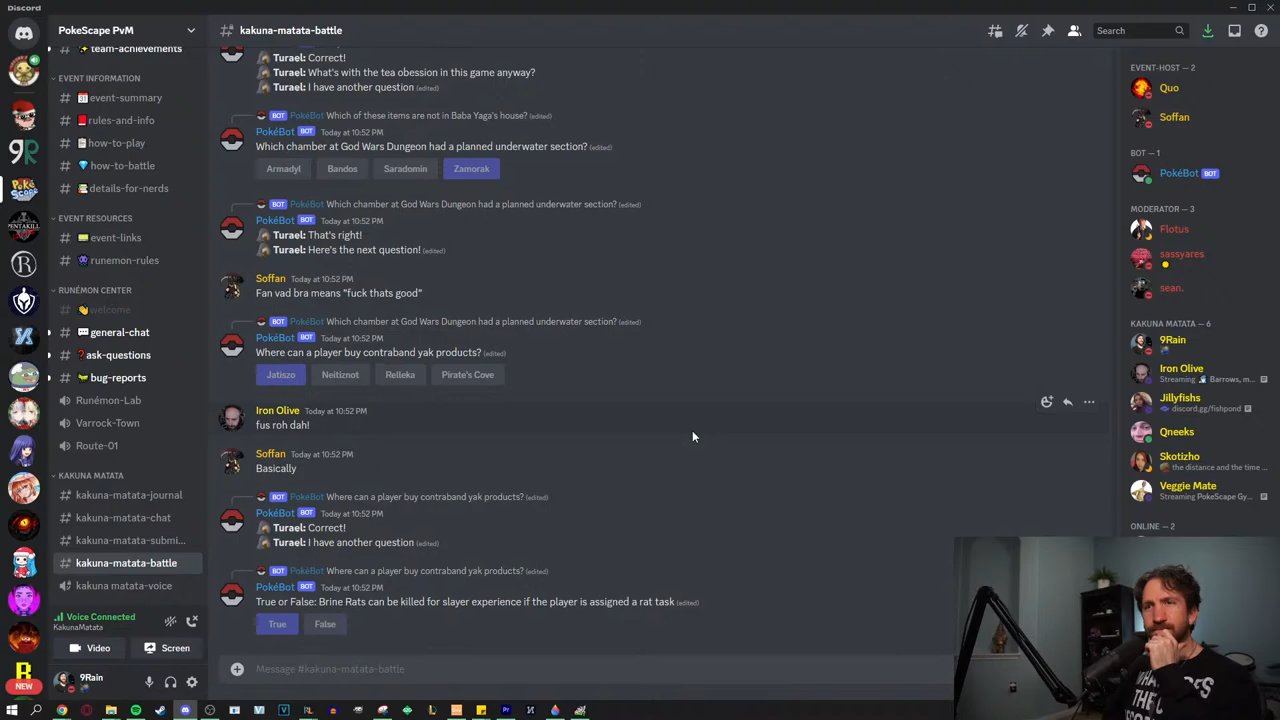 Discord
PokeScape PvM
team-achievements
EVENT INFORMATION
event-summary
rules-and-info
how-to-play
how-to-battle
details-for-nerds
EVENT RESOURCES
event-links
runemon-rules
RUNÉMON CENTER
welcome
general-chat
ask-questions
bug-reports
Runémon-Lab
Varrock-Town
Route-01
KAKUNA MATATA
kakuna-matata-journal
kakuna-matata-chat
kakuna-matata-submi...
kakuna-matata-battle
kakuna matata-voice
Voice Connected
KakunaMatata
Video
Screen
9Rain
NEW
kakuna-matata-battle
Search
Turael: Correct!
Turael: What's with the tea obession in this game anyway?
Turael: I have another question (edited)
BOT PokéBot Which of these items are not in Baba Yaga's house? (edited)
PokéBot BOT Today at 10:52 PM
Which chamber at God Wars Dungeon had a planned underwater section? (edited)
Armadyl Bandos Saradomin Zamorak
BOT PokéBot Which chamber at God Wars Dungeon had a planned underwater section? (edited)
PokéBot BOT Today at 10:52 PM
Turael: That's right!
Turael: Here's the next question! (edited)
Soffan Today at 10:52 PM
Fan vad bra means "fuck thats good"
BOT PokéBot Which chamber at God Wars Dungeon had a planned underwater section? (edited)
PokéBot BOT Today at 10:52 PM
Where can a player buy contraband yak products? (edited)
Jatiszo Neitiznot Relleka Pirate's Cove
Iron Olive Today at 10:52 PM
fus roh dah!
Soffan Today at 10:52 PM
Basically
BOT PokéBot Where can a player buy contraband yak products? (edited)
PokéBot BOT Today at 10:52 PM
Turael: Correct!
Turael: I have another question (edited)
BOT PokéBot Where can a player buy contraband yak products? (edited)
PokéBot BOT Today at 10:52 PM
True or False: Brine Rats can be killed for slayer experience if the player is assigned a rat task (edited)
True False
Message #kakuna-matata-battle
EVENT-HOST — 2
Quo
Soffan
BOT — 1
PokéBot BOT
MODERATOR — 3
Flotus
sassyares
sean.
KAKUNA MATATA — 6
9Rain
Iron Olive
Streaming Barrows, m...
Jillyfishs
discord.gg/fishpond
Qneeks
Skotizho
the distance and the time ...
Veggie Mate
Streaming PokeScape Gy...
ONLINE — 2